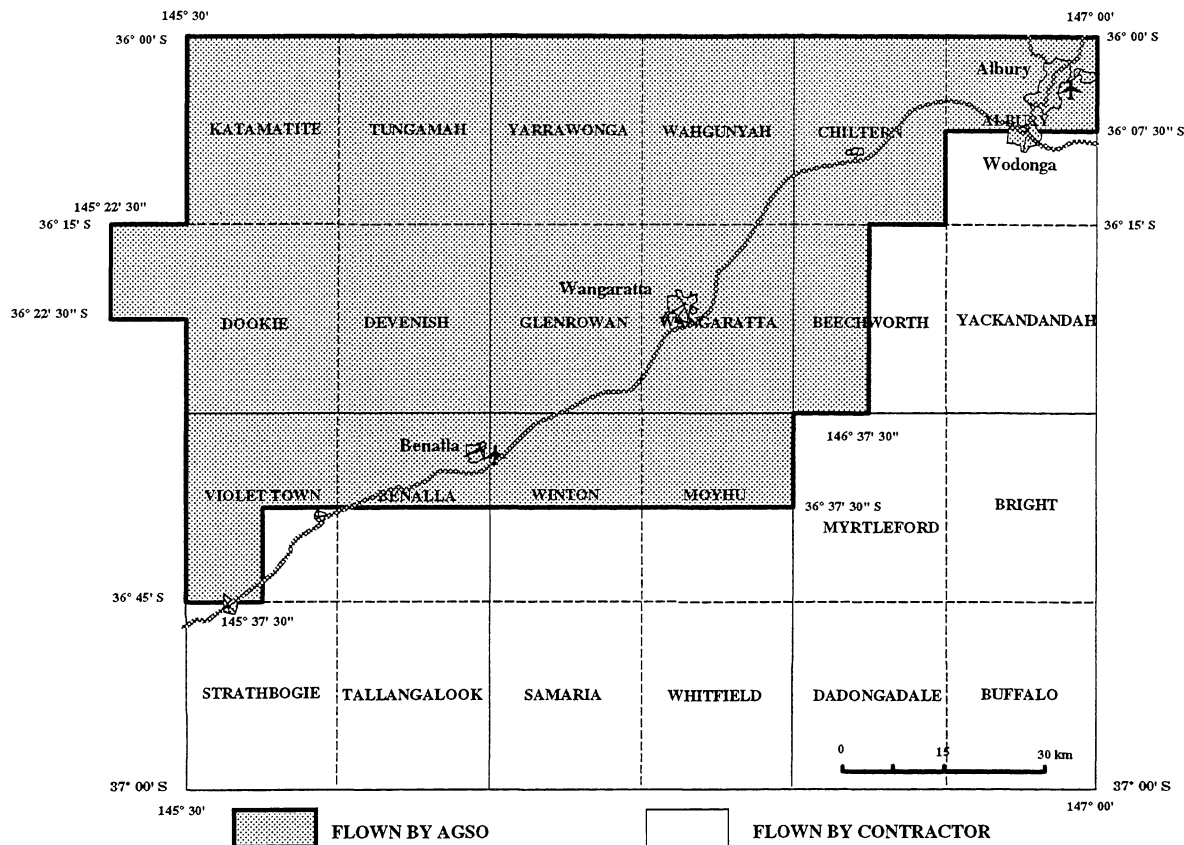 145° 30'
147° 00'
36° 00' S
36° 00' S
Albury
KATAMATITE
TUNGAMAH
YARRAWONGA
WAHGUNYAH
CHILTERN
ALBURY
36° 07' 30" S
Wodonga
145° 22' 30"
36° 15' S
36° 15' S
Wangaratta
36° 22' 30" S
DOOKIE
DEVENISH
GLENROWAN
WANGARATTA
BEECHWORTH
YACKANDANDAH
146° 37' 30"
Benalla
VIOLET TOWN
BENALLA
WINTON
MOYHU
36° 37' 30" S
MYRTLEFORD
BRIGHT
36° 45' S
145° 37' 30"
STRATHBOGIE
TALLANGALOOK
SAMARIA
WHITFIELD
DADONGADALE
BUFFALO
0
15
30 km
37° 00' S
37° 00' S
145° 30'
147° 00'
FLOWN BY AGSO
FLOWN BY CONTRACTOR